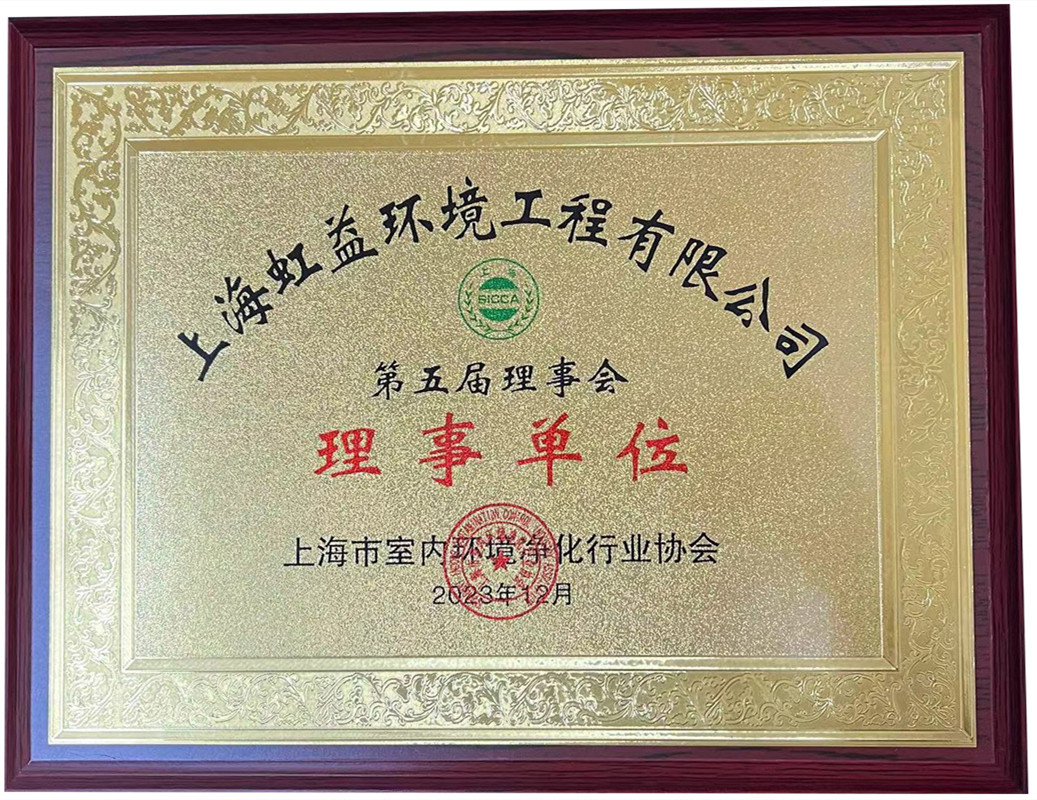 上海虹益环境工程有限公司
上海
SICCA
第五届理事会
理事单位
上海市室内环境净化行业协会
2023年12月